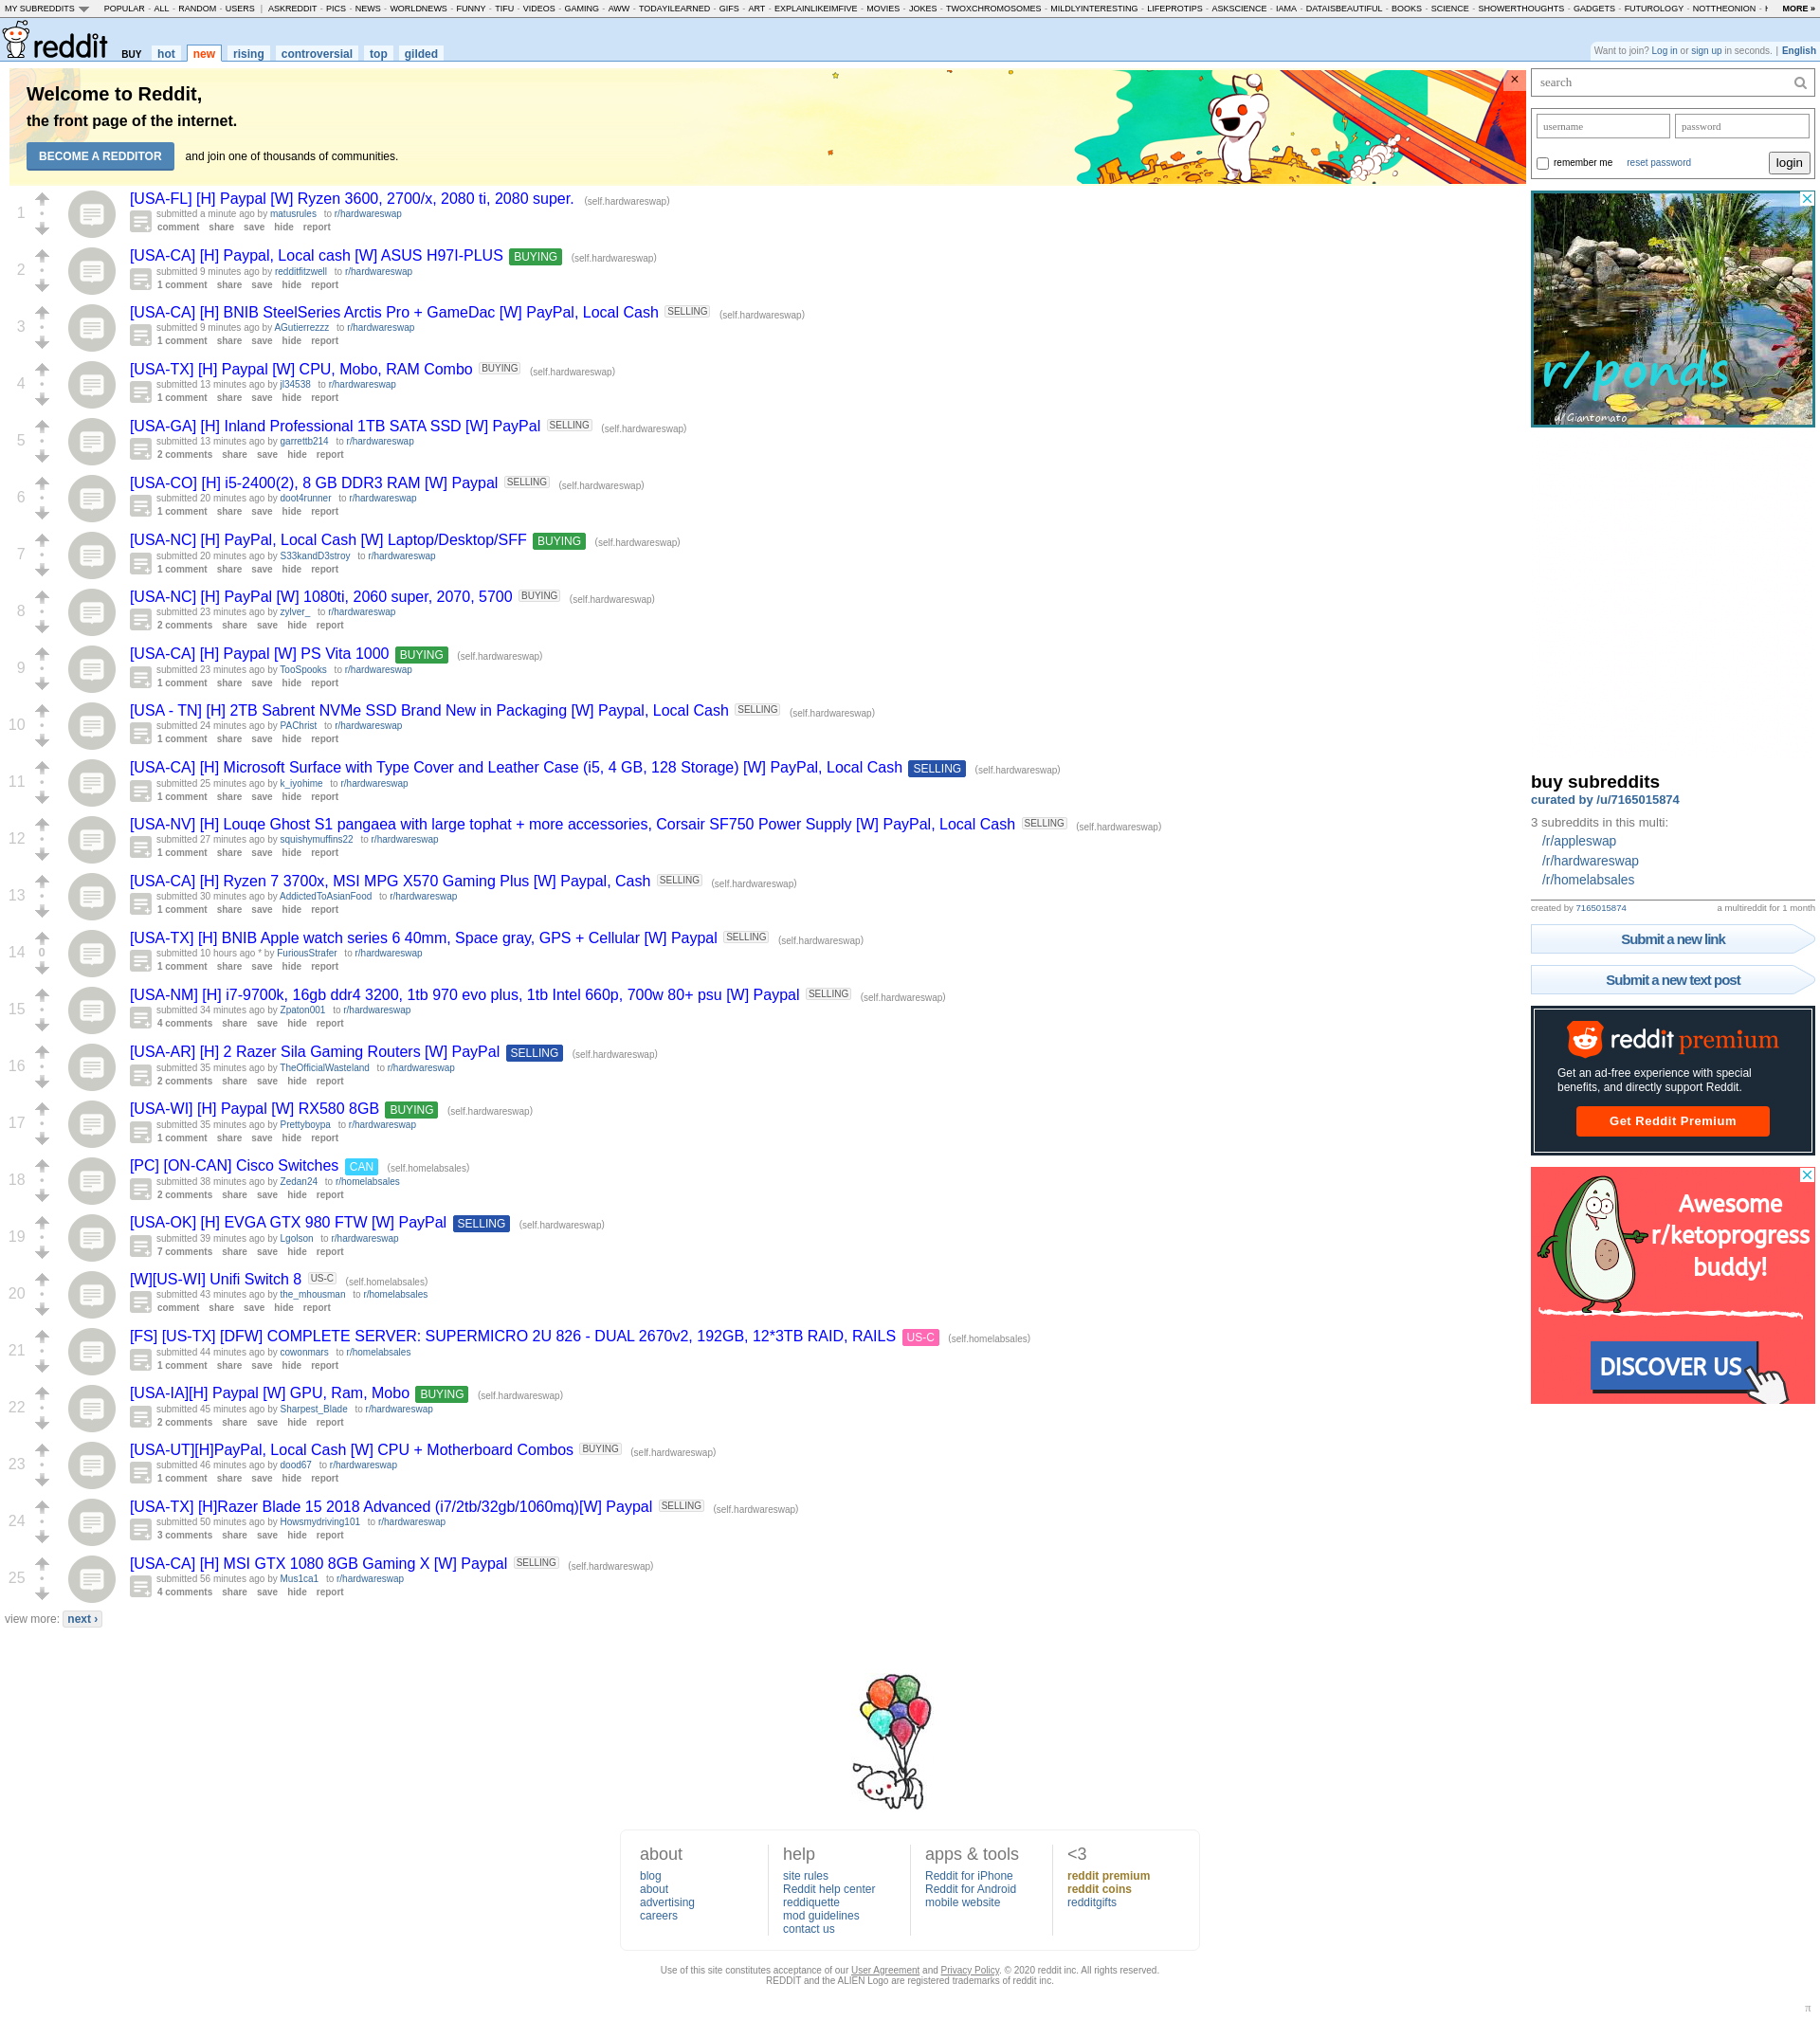 MY SUBREDDITS POPULAR - ALL - RANDOM - USERS | ASKREDDIT - PICS - NEWS - WORLDNEWS - FUNNY - TIFU - VIDEOS - GAMING - AWW - TODAYILEARNED - GIFS - ART - EXPLAINLIKEIMFIVE - MOVIES - JOKES - TWOXCHROMOSOMES - MILDLYINTERESTING - LIFEPROTIPS - ASKSCIENCE - IAMA - DATAISBEAUTIFUL - BOOKS - SCIENCE - SHOWERTHOUGHTS - GADGETS - FUTUROLOGY - NOTTHEONION - MORE »
reddit BUY hot new rising controversial top gilded
Want to join? Log in or sign up in seconds. | English
Welcome to Reddit,
the front page of the internet.
BECOME A REDDITOR and join one of thousands of communities.
×
1
[USA-FL] [H] Paypal [W] Ryzen 3600, 2700/x, 2080 ti, 2080 super. (self.hardwareswap)
submitted a minute ago by matusrules to r/hardwareswap
comment share save hide report
2
[USA-CA] [H] Paypal, Local cash [W] ASUS H97I-PLUS BUYING (self.hardwareswap)
submitted 9 minutes ago by redditfitzwell to r/hardwareswap
1 comment share save hide report
3
[USA-CA] [H] BNIB SteelSeries Arctis Pro + GameDac [W] PayPal, Local Cash SELLING (self.hardwareswap)
submitted 9 minutes ago by AGutierrezzz to r/hardwareswap
1 comment share save hide report
4
[USA-TX] [H] Paypal [W] CPU, Mobo, RAM Combo BUYING (self.hardwareswap)
submitted 13 minutes ago by jl34538 to r/hardwareswap
1 comment share save hide report
5
[USA-GA] [H] Inland Professional 1TB SATA SSD [W] PayPal SELLING (self.hardwareswap)
submitted 13 minutes ago by garrettb214 to r/hardwareswap
2 comments share save hide report
6
[USA-CO] [H] i5-2400(2), 8 GB DDR3 RAM [W] Paypal SELLING (self.hardwareswap)
submitted 20 minutes ago by doot4runner to r/hardwareswap
1 comment share save hide report
7
[USA-NC] [H] PayPal, Local Cash [W] Laptop/Desktop/SFF BUYING (self.hardwareswap)
submitted 20 minutes ago by S33kandD3stroy to r/hardwareswap
1 comment share save hide report
8
[USA-NC] [H] PayPal [W] 1080ti, 2060 super, 2070, 5700 BUYING (self.hardwareswap)
submitted 23 minutes ago by zylver_ to r/hardwareswap
2 comments share save hide report
9
[USA-CA] [H] Paypal [W] PS Vita 1000 BUYING (self.hardwareswap)
submitted 23 minutes ago by TooSpooks to r/hardwareswap
1 comment share save hide report
10
[USA - TN] [H] 2TB Sabrent NVMe SSD Brand New in Packaging [W] Paypal, Local Cash SELLING (self.hardwareswap)
submitted 24 minutes ago by PAChrist to r/hardwareswap
1 comment share save hide report
11
[USA-CA] [H] Microsoft Surface with Type Cover and Leather Case (i5, 4 GB, 128 Storage) [W] PayPal, Local Cash SELLING (self.hardwareswap)
submitted 25 minutes ago by k_iyohime to r/hardwareswap
1 comment share save hide report
12
[USA-NV] [H] Louqe Ghost S1 pangaea with large tophat + more accessories, Corsair SF750 Power Supply [W] PayPal, Local Cash SELLING (self.hardwareswap)
submitted 27 minutes ago by squishymuffins22 to r/hardwareswap
1 comment share save hide report
13
[USA-CA] [H] Ryzen 7 3700x, MSI MPG X570 Gaming Plus [W] Paypal, Cash SELLING (self.hardwareswap)
submitted 30 minutes ago by AddictedToAsianFood to r/hardwareswap
1 comment share save hide report
14 0
[USA-TX] [H] BNIB Apple watch series 6 40mm, Space gray, GPS + Cellular [W] Paypal SELLING (self.hardwareswap)
submitted 10 hours ago * by FuriousStrafer to r/hardwareswap
1 comment share save hide report
15
[USA-NM] [H] i7-9700k, 16gb ddr4 3200, 1tb 970 evo plus, 1tb Intel 660p, 700w 80+ psu [W] Paypal SELLING (self.hardwareswap)
submitted 34 minutes ago by Zpaton001 to r/hardwareswap
4 comments share save hide report
16
[USA-AR] [H] 2 Razer Sila Gaming Routers [W] PayPal SELLING (self.hardwareswap)
submitted 35 minutes ago by TheOfficialWasteland to r/hardwareswap
2 comments share save hide report
17
[USA-WI] [H] Paypal [W] RX580 8GB BUYING (self.hardwareswap)
submitted 35 minutes ago by Prettyboypa to r/hardwareswap
1 comment share save hide report
18
[PC] [ON-CAN] Cisco Switches CAN (self.homelabsales)
submitted 38 minutes ago by Zedan24 to r/homelabsales
2 comments share save hide report
19
[USA-OK] [H] EVGA GTX 980 FTW [W] PayPal SELLING (self.hardwareswap)
submitted 39 minutes ago by Lgolson to r/hardwareswap
7 comments share save hide report
20
[W][US-WI] Unifi Switch 8 US-C (self.homelabsales)
submitted 43 minutes ago by the_mhousman to r/homelabsales
comment share save hide report
21
[FS] [US-TX] [DFW] COMPLETE SERVER: SUPERMICRO 2U 826 - DUAL 2670v2, 192GB, 12*3TB RAID, RAILS US-C (self.homelabsales)
submitted 44 minutes ago by cowonmars to r/homelabsales
1 comment share save hide report
22
[USA-IA][H] Paypal [W] GPU, Ram, Mobo BUYING (self.hardwareswap)
submitted 45 minutes ago by Sharpest_Blade to r/hardwareswap
2 comments share save hide report
23
[USA-UT][H]PayPal, Local Cash [W] CPU + Motherboard Combos BUYING (self.hardwareswap)
submitted 46 minutes ago by dood67 to r/hardwareswap
1 comment share save hide report
24
[USA-TX] [H]Razer Blade 15 2018 Advanced (i7/2tb/32gb/1060mq)[W] Paypal SELLING (self.hardwareswap)
submitted 50 minutes ago by Howsmydriving101 to r/hardwareswap
3 comments share save hide report
25
[USA-CA] [H] MSI GTX 1080 8GB Gaming X [W] Paypal SELLING (self.hardwareswap)
submitted 56 minutes ago by Mus1ca1 to r/hardwareswap
4 comments share save hide report
view more: next ›
search
username password
remember me reset password login
r/ponds
u/Giantomato
buy subreddits
curated by /u/7165015874
3 subreddits in this multi:
/r/appleswap
/r/hardwareswap
/r/homelabsales
created by 7165015874 a multireddit for 1 month
Submit a new link
Submit a new text post
reddit premium
Get an ad-free experience with special
benefits, and directly support Reddit.
Get Reddit Premium
Awesome
r/ketoprogress
buddy!
DISCOVER US
about
blog
about
advertising
careers
help
site rules
Reddit help center
reddiquette
mod guidelines
contact us
apps & tools
Reddit for iPhone
Reddit for Android
mobile website
<3
reddit premium
reddit coins
redditgifts
Use of this site constitutes acceptance of our User Agreement and Privacy Policy. © 2020 reddit inc. All rights reserved.
REDDIT and the ALIEN Logo are registered trademarks of reddit inc.
π